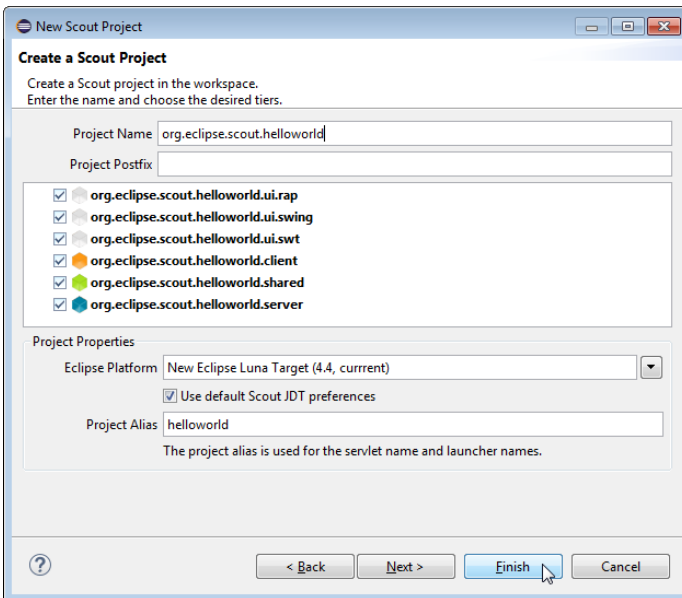 New Scout Project
Create a Scout Project
Create a Scout project in the workspace.
Enter the name and choose the desired tiers.
Project Name org.eclipse.scout.helloworld
Project Postfix
org.eclipse.scout.helloworld.ui.rap
org.eclipse.scout.helloworld.ui.swing
org.eclipse.scout.helloworld.ui.swt
org.eclipse.scout.helloworld.client
org.eclipse.scout.helloworld.shared
org.eclipse.scout.helloworld.server
Project Properties
Eclipse Platform New Eclipse Luna Target (4.4, currrent)
Use default Scout JDT preferences
Project Alias helloworld
The project alias is used for the servlet name and launcher names.
? < Back Next > Finish Cancel